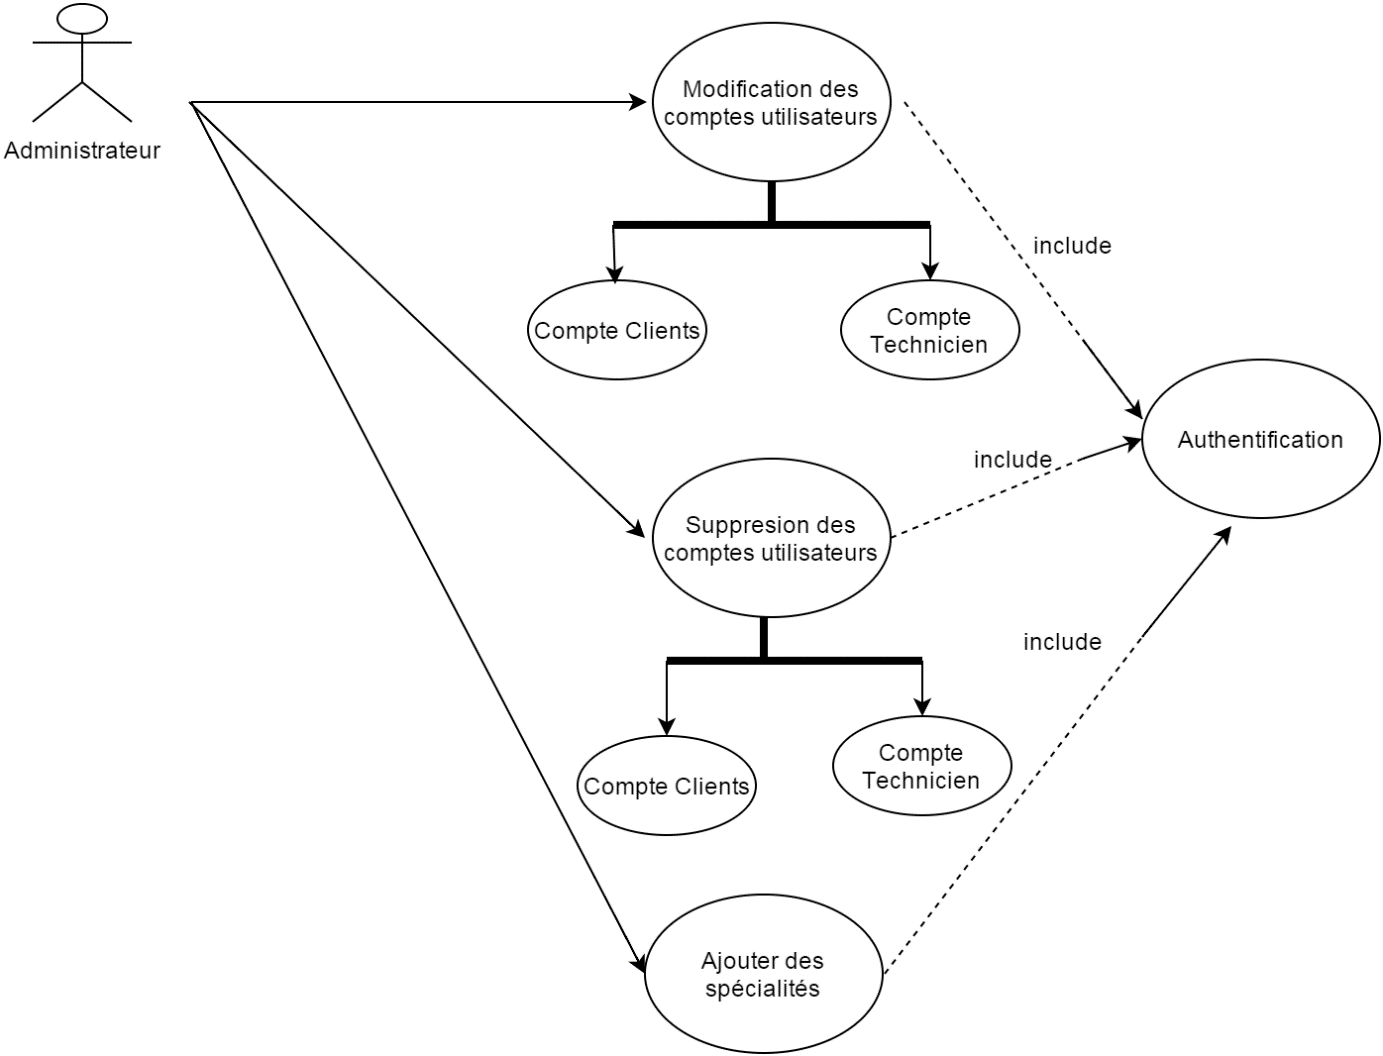 Administrateur
Modification des
comptes utilisateurs
include
Compte Clients
Compte
Technicien
Authentification
include
Suppresion des
comptes utilisateurs
include
Compte Clients
Compte
Technicien
Ajouter des
spécialités